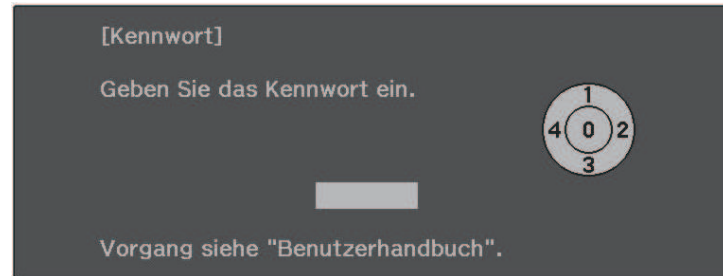 [Kennwort]
Geben Sie das Kennwort ein.
1
4 0 2
3
Vorgang siehe "Benutzerhandbuch".